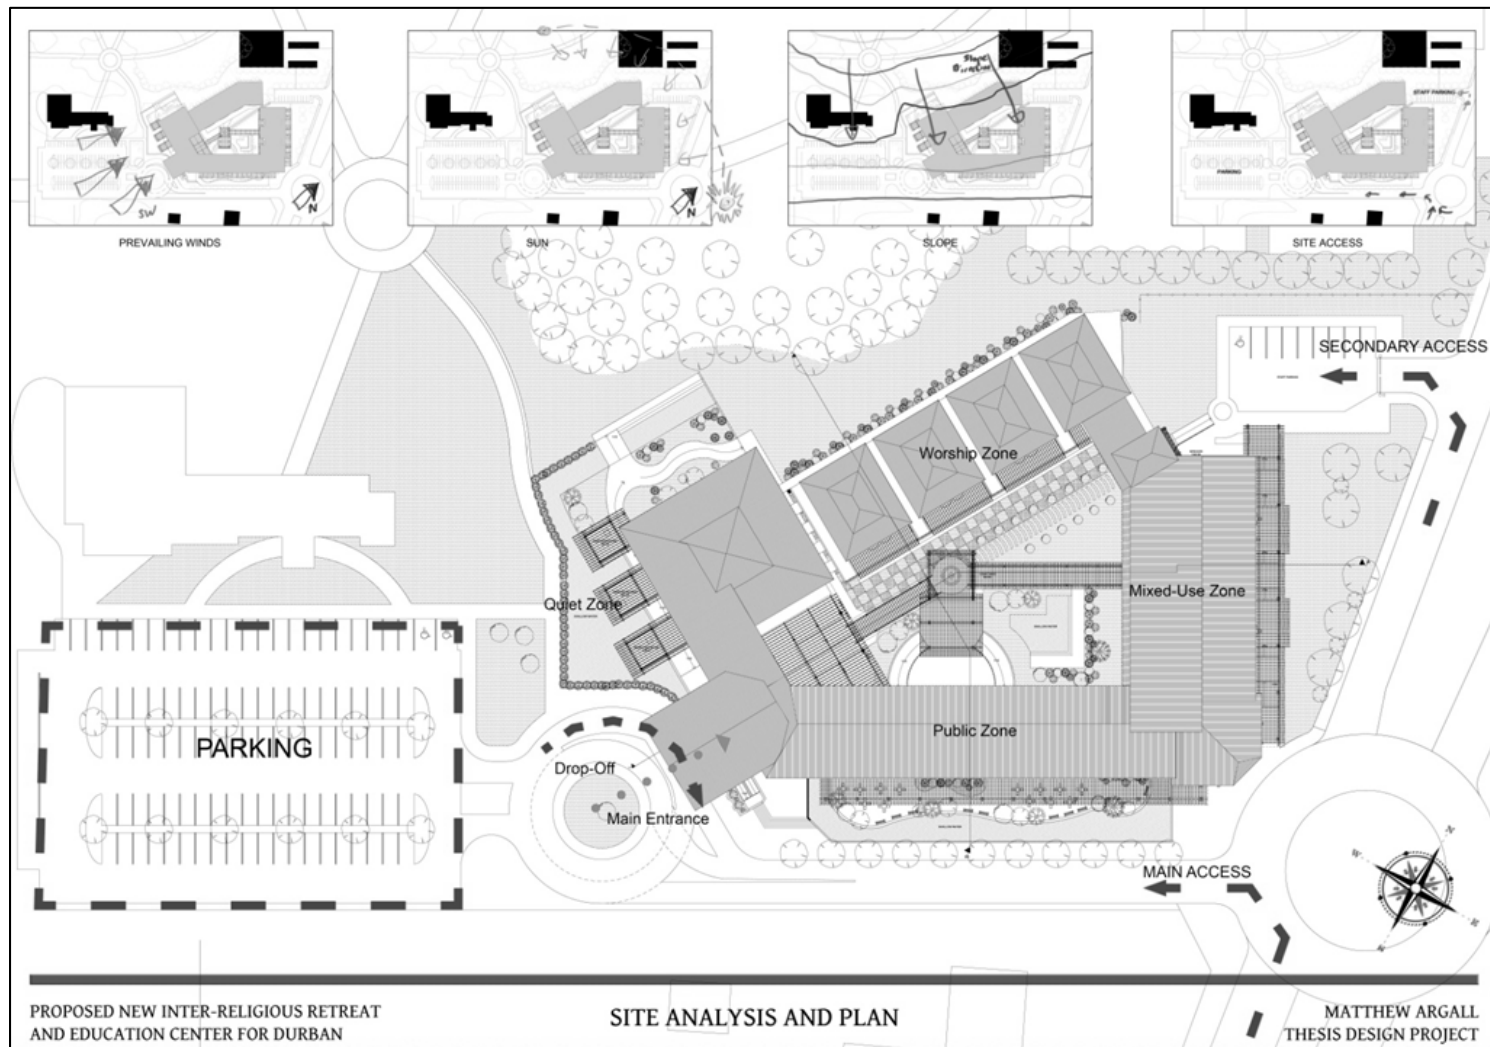 Slope
SW
N
N
STAFF PARKING
PARKING
PREVAILING WINDS
SUN
SLOPE
SITE ACCESS
SECONDARY ACCESS
Worship Zone
Quiet Zone
Mixed-Use Zone
PARKING
Public Zone
Drop-Off
Main Entrance
MAIN ACCESS
N
W
PROPOSED NEW INTER-RELIGIOUS RETREAT
AND EDUCATION CENTER FOR DURBAN
SITE ANALYSIS AND PLAN
MATTHEW ARGALL
THESIS DESIGN PROJECT